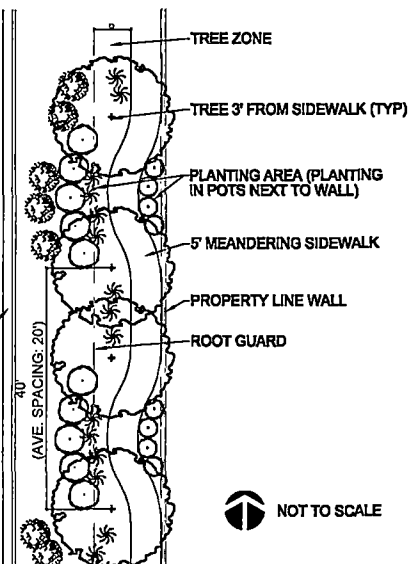 TREE ZONE
TREE 3' FROM SIDEWALK (TYP)
PLANTING AREA (PLANTING
IN POTS NEXT TO WALL)
5' MEANDERING SIDEWALK
PROPERTY LINE WALL
ROOT GUARD
40'
(AVE. SPACING: 20')
NOT TO SCALE